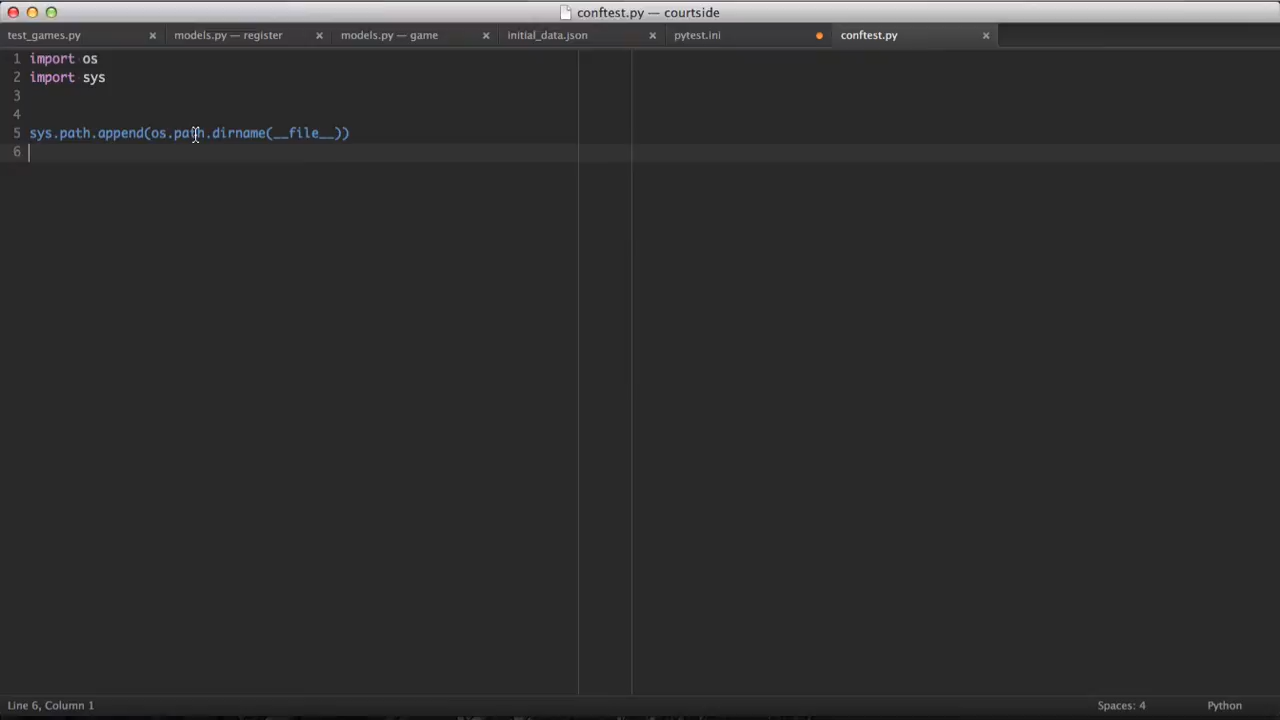 conftest.py — courtside
test_games.py
models.py — register
models.py — game
initial_data.json
pytest.ini
conftest.py
1 import os
2 import sys
3
4
5 sys.path.append(os.path.dirname(__file__))
6
Line 6, Column 1
Spaces: 4
Python